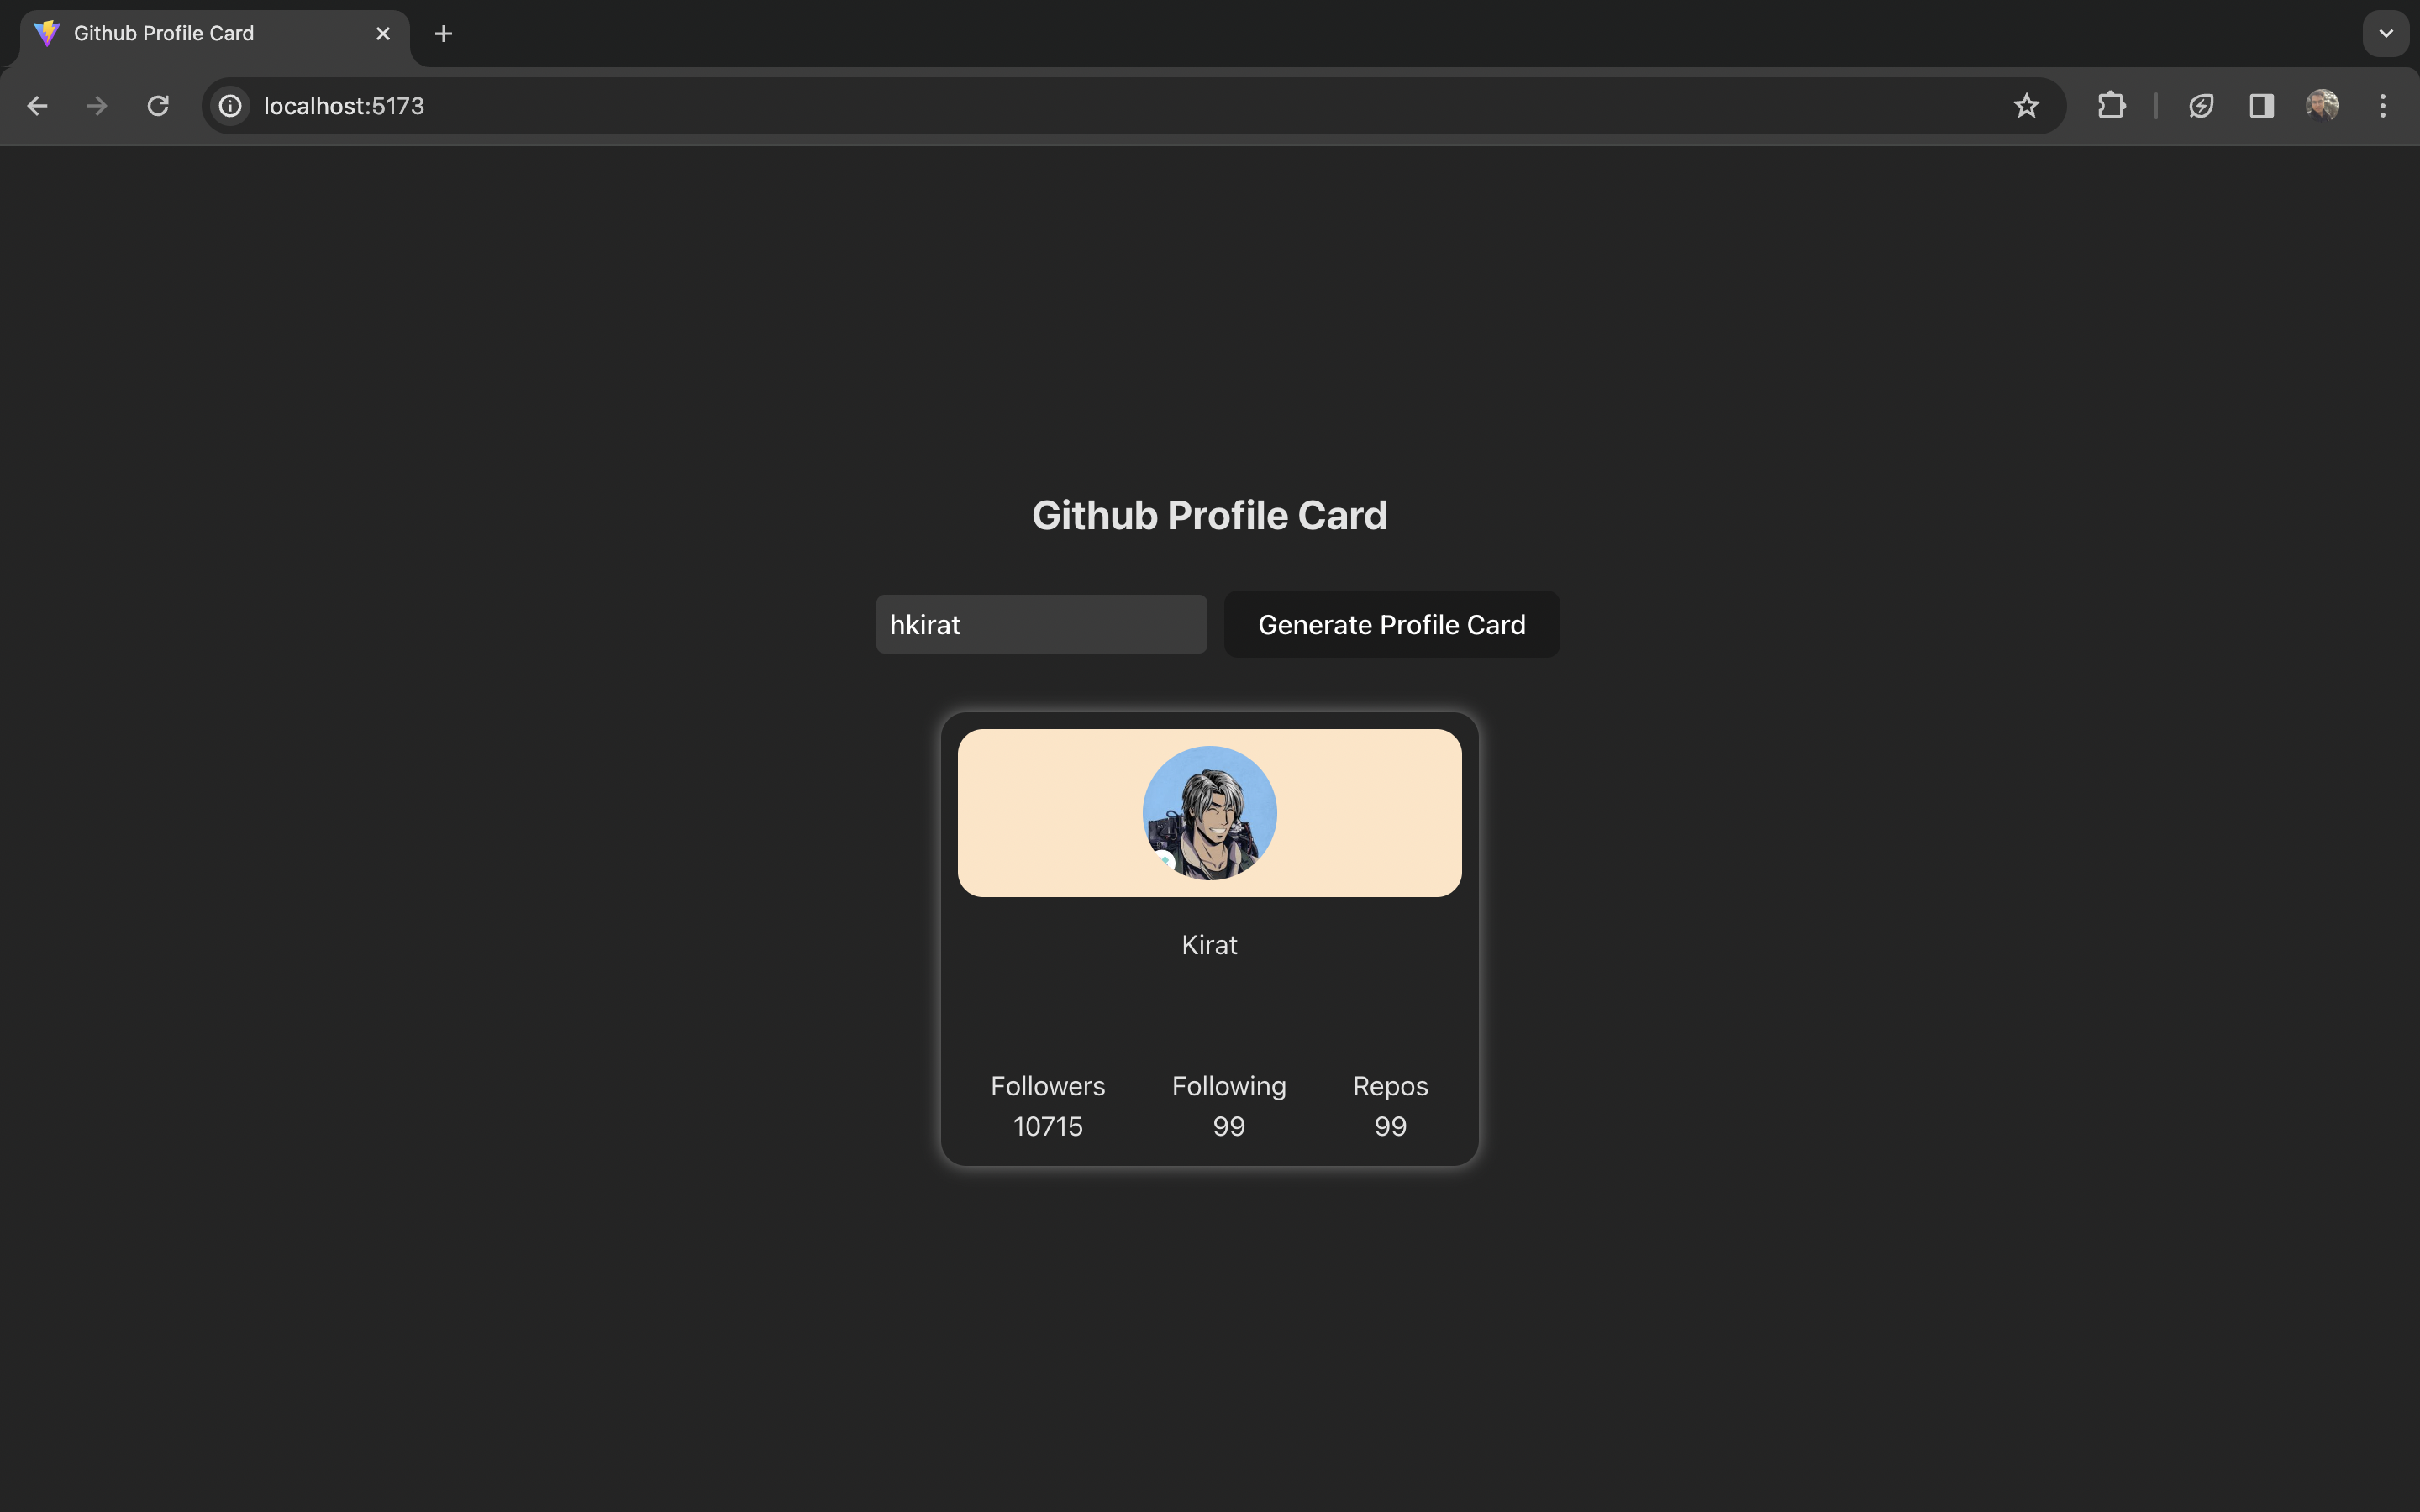 Github Profile Card
localhost:5173
Github Profile Card
hkirat
Generate Profile Card
Kirat
Followers Following Repos
10715 99 99